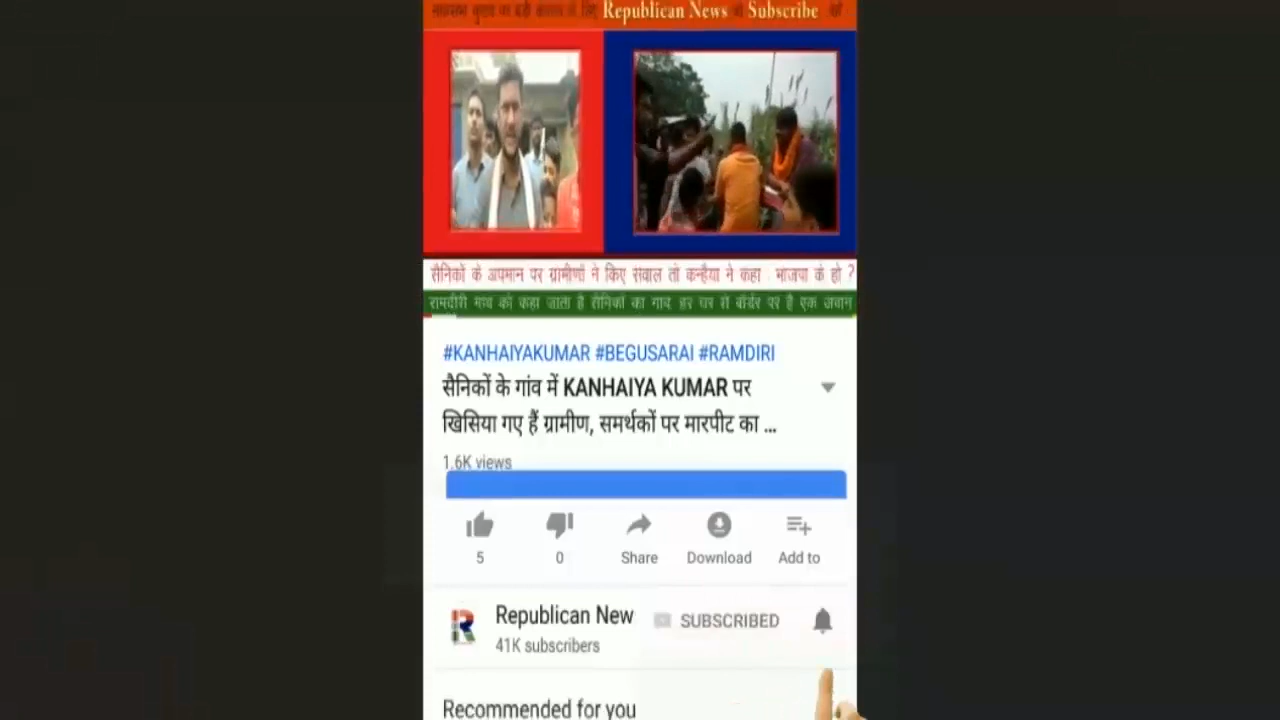 लोकसभा चुनाव Republican News को Subscribe करें
सैनिकों के अपमान पर ग्रामीणों ने किए सवाल तो कन्हैया ने कहा भाजपा के हो ?
रामदीरी गांव को कहा जाता है सैनिकों का गांव हर घर से बॉर्डर पर है एक जवान
#KANHAIYAKUMAR #BEGUSARAI #RAMDIRI
सैनिकों के गांव में KANHAIYA KUMAR पर
खिसिया गए हैं ग्रामीण, समर्थकों पर मारपीट का ...
1.6K views
5 0 Share Download Add to
Republican New SUBSCRIBED
41K subscribers
Recommended for you